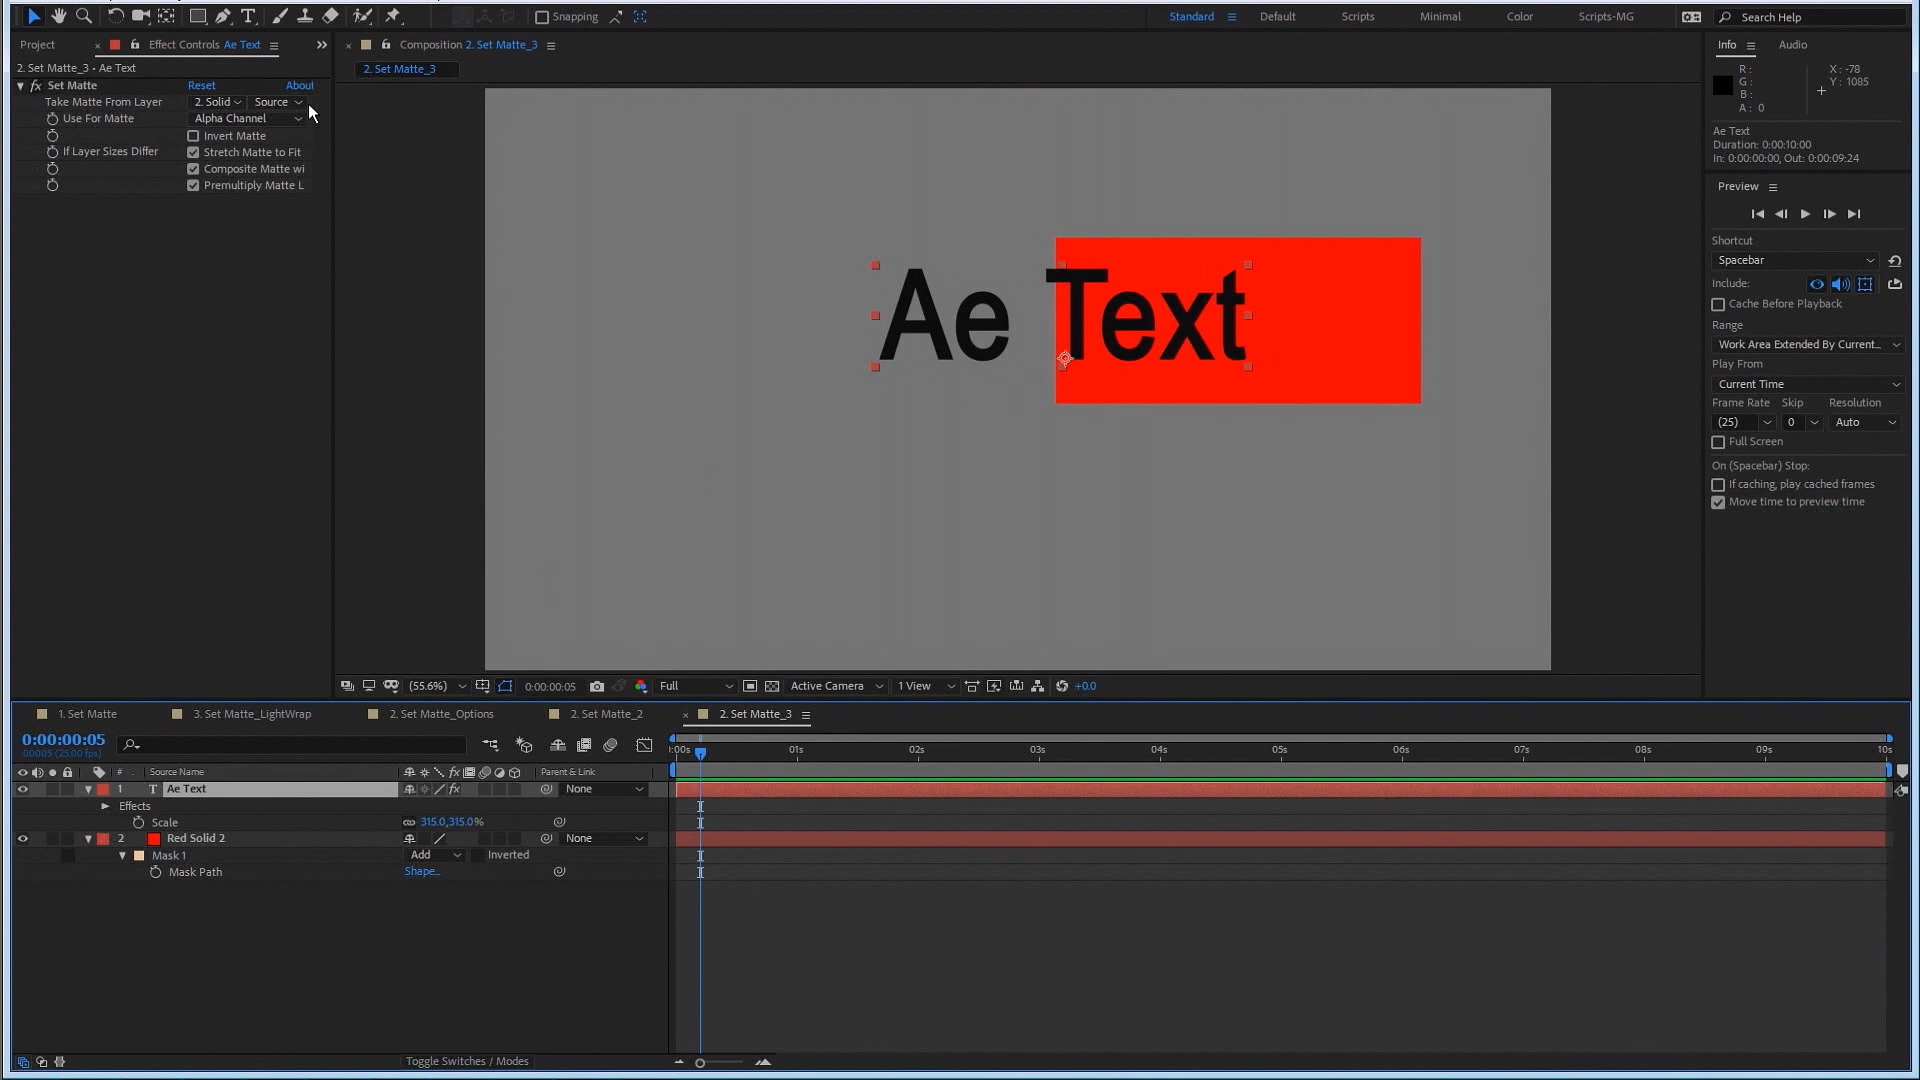 Snapping
Standard
Default
Scripts
Minimal
Color
Scripts-MG
Search Help
Project
Effect Controls Ae Text
Composition 2. Set Matte_3
Info
Audio
2. Set Matte_3 • Ae Text
2. Set Matte_3
Set Matte
Reset
About
Take Matte From Layer
2. Solid
Source
Use For Matte
Alpha Channel
Invert Matte
If Layer Sizes Differ
Stretch Matte to Fit
Composite Matte wi
Premultiply Matte L
R :
G :
B :
A : 0
X : -78
Y : 1085
Ae Text
Duration: 0:00:10:00
In: 0:00:00:00, Out: 0:00:09:24
Preview
Shortcut
Spacebar
Include:
Cache Before Playback
Range
Work Area Extended By Current...
Play From
Current Time
Frame Rate
Skip
Resolution
(25)
0
Auto
Full Screen
On (Spacebar) Stop:
If caching, play cached frames
Move time to preview time
Ae Text
(55.6%)
0:00:00:05
Full
Active Camera
1 View
+0.0
1. Set Matte
3. Set Matte_LightWrap
2. Set Matte_Options
2. Set Matte_2
2. Set Matte_3
0:00:00:05
00005 (25.00 fps)
:00s
01s
02s
03s
04s
05s
06s
07s
08s
09s
10s
#
Source Name
Parent & Link
1
T
Ae Text
None
Effects
Scale
315.0,315.0%
2
Red Solid 2
None
Mask 1
Add
Inverted
Mask Path
Shape...
Toggle Switches / Modes